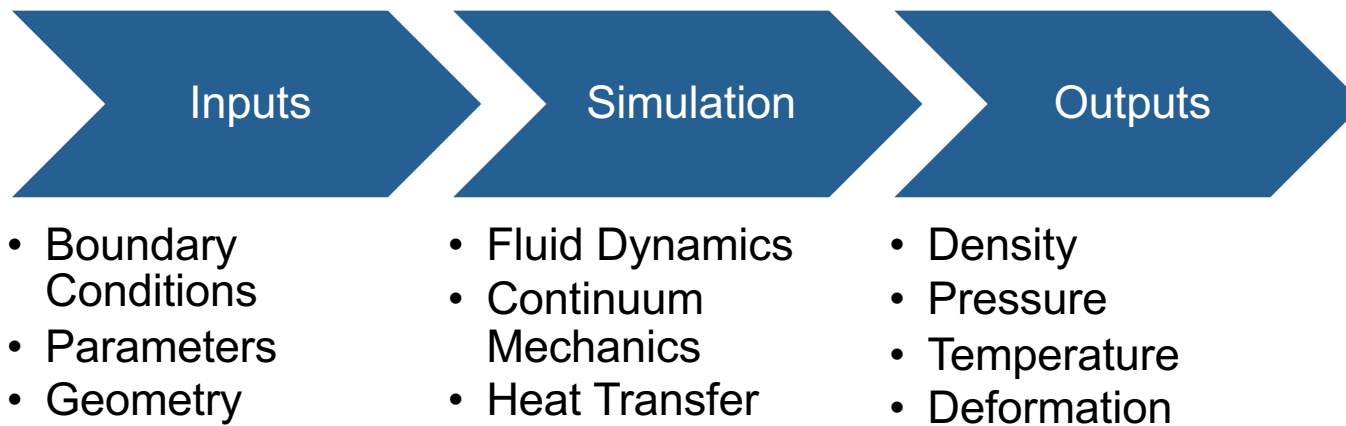 Inputs
• Boundary
Conditions
• Parameters
• Geometry
Simulation
• Fluid Dynamics
• Continuum
Mechanics
• Heat Transfer
Outputs
• Density
• Pressure
• Temperature
• Deformation